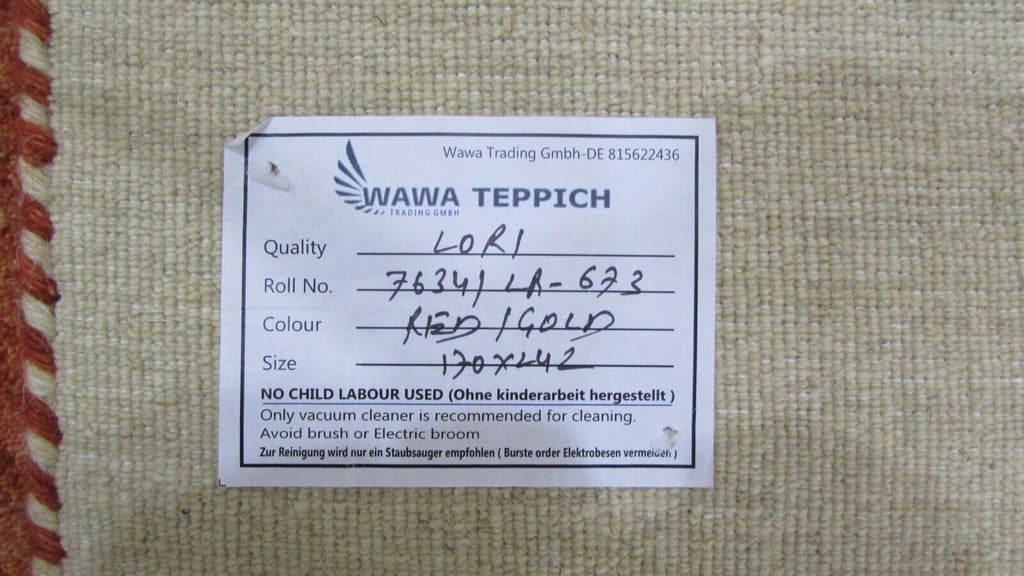 Wawa Trading Gmbh-DE 815622436
WAWA TEPPICH
TRADING GMBH
Quality LORI
Roll No. 7634/ LA-673
Colour RED/GOLD
Size 170x242
NO CHILD LABOUR USED (Ohne kinderarbeit hergestellt )
Only vacuum cleaner is recommended for cleaning.
Avoid brush or Electric broom
Zur Reinigung wird nur ein Staubsauger empfohlen ( Burste order Elektrobesen vermeiden )